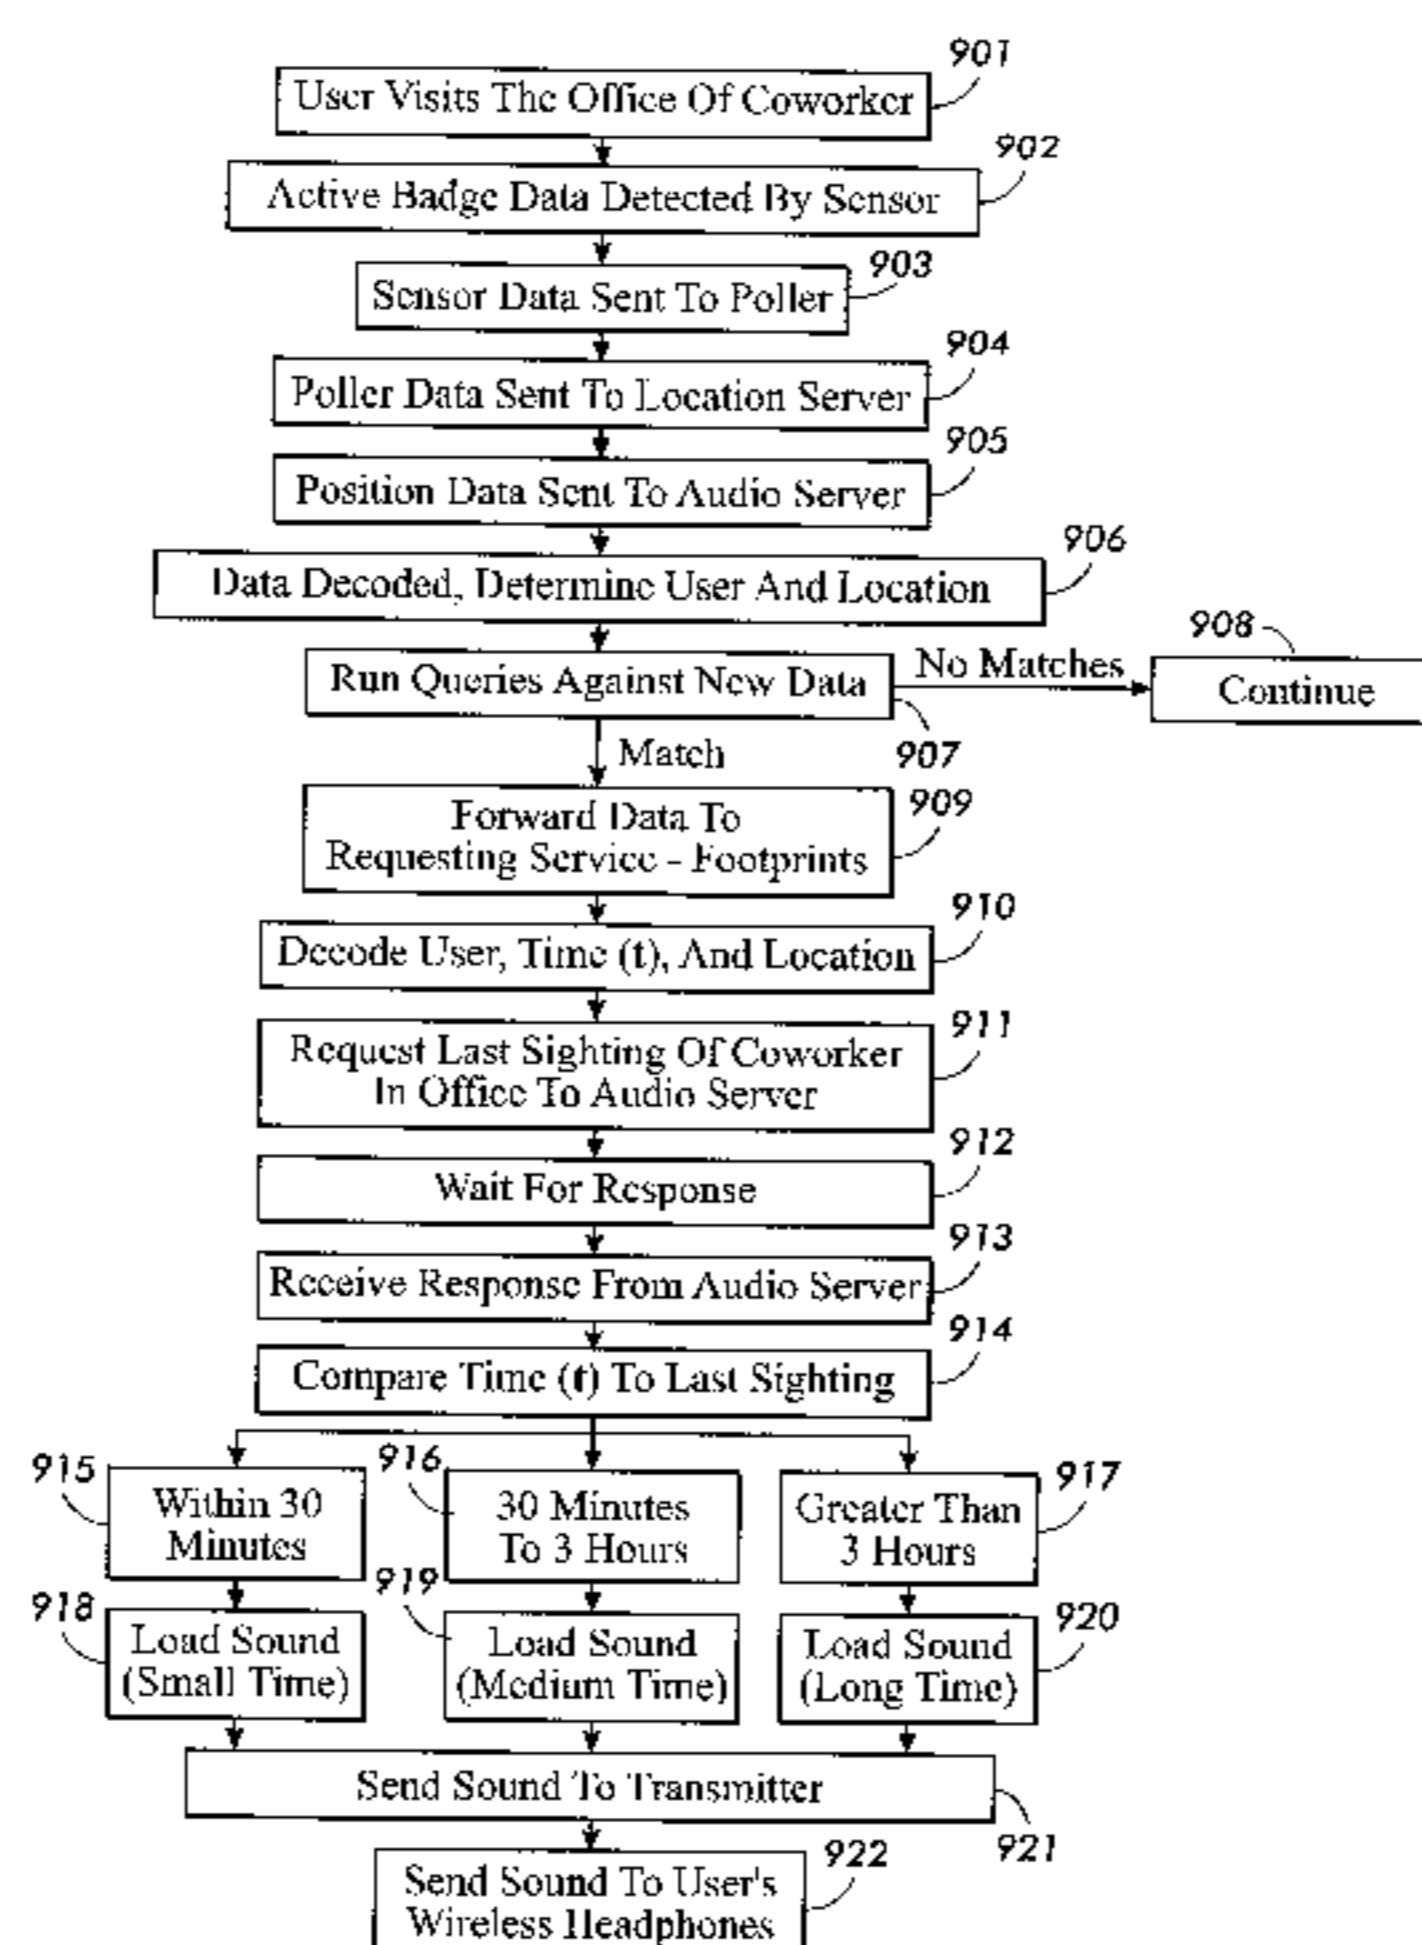 901
User Visits The Office Of Coworker
902
Active Badge Data Detected By Sensor
903
Sensor Data Sent To Poller
904
Poller Data Sent To Location Server
905
Position Data Sent To Audio Server
906
Data Decoded, Determine User And Location
908
Run Queries Against New Data
No Matches
Continue
907
Match
909
Forward Data To
Requesting Service - Footprints
910
Decode User, Time (t), And Location
911
Request Last Sighting Of Coworker
In Office To Audio Server
912
Wait For Response
913
Receive Response From Audio Server
914
Compare Time (t) To Last Sighting
915
Within 30
Minutes
916
30 Minutes
To 3 Hours
917
Greater Than
3 Hours
918
Load Sound
(Small Time)
919
Load Sound
(Medium Time)
920
Load Sound
(Long Time)
Send Sound To Transmitter
921
922
Send Sound To User's
Wireless Headphones